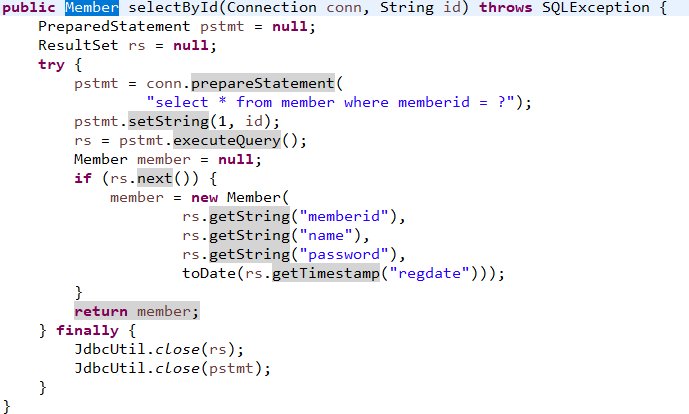 public Member selectById(Connection conn, String id) throws SQLException {
    PreparedStatement pstmt = null;
    ResultSet rs = null;
    try {
        pstmt = conn.prepareStatement(
                "select * from member where memberid = ?");
        pstmt.setString(1, id);
        rs = pstmt.executeQuery();
        Member member = null;
        if (rs.next()) {
            member = new Member(
                    rs.getString("memberid"),
                    rs.getString("name"),
                    rs.getString("password"),
                    toDate(rs.getTimestamp("regdate")));
        }
        return member;
    } finally {
        JdbcUtil.close(rs);
        JdbcUtil.close(pstmt);
    }
}